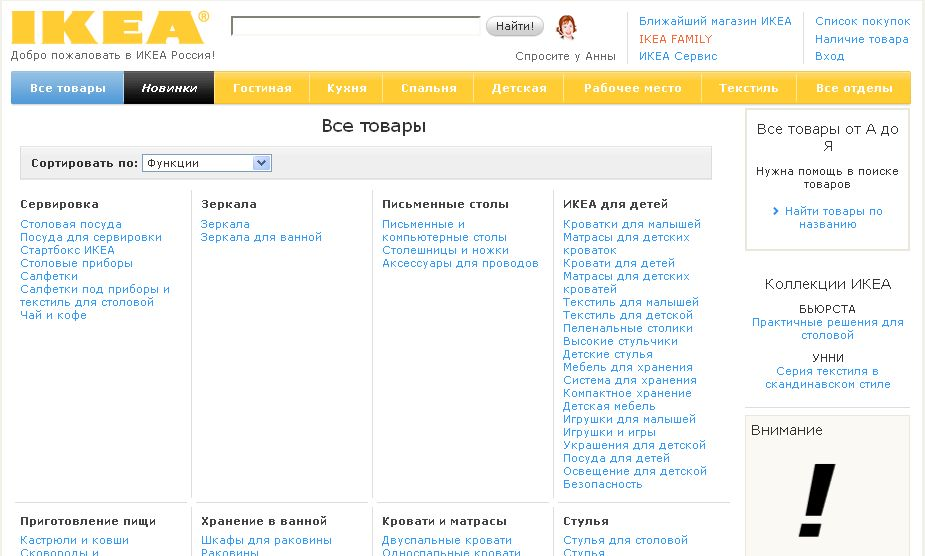 IKEA®
Найти!
Ближайший магазин ИКЕА
Список покупок
IKEA FAMILY
Наличие товара
Добро пожаловать в ИКЕА Россия!
Спросите у Анны
ИКЕА Сервис
Вход
Все товары
Новинки
Гостиная
Кухня
Спальня
Детская
Рабочее место
Текстиль
Все отделы
Все товары
Сортировать по: Функции
Сервировка
Столовая посуда
Посуда для сервировки
Стартбокс ИКЕА
Столовые приборы
Салфетки
Салфетки под приборы и
текстиль для столовой
Чай и кофе
Зеркала
Зеркала
Зеркала для ванной
Письменные столы
Письменные и
компьютерные столы
Столешницы и ножки
Аксессуары для проводов
ИКЕА для детей
Кроватки для малышей
Матрасы для детских
кроваток
Кровати для детей
Матрасы для детских
кроватей
Текстиль для малышей
Текстиль для детской
Пеленальные столики
Высокие стульчики
Детские стулья
Мебель для хранения
Система для хранения
Компактное хранение
Детская мебель
Игрушки для малышей
Игрушки и игры
Украшения для детской
Посуда для детей
Освещение для детской
Безопасность
Приготовление пищи
Кастрюли и ковши
Сковороды и
Хранение в ванной
Шкафы для раковины
Раковины
Кровати и матрасы
Двуспальные кровати
Односпальные кровати
Стулья
Стулья для столовой
Стулья
Все товары от А до
Я
Нужна помощь в поиске
товаров
Найти товары по
названию
Коллекции ИКЕА
БЬЮРСТА
Практичные решения для
столовой
УННИ
Серия текстиля в
скандинавском стиле
Внимание
!